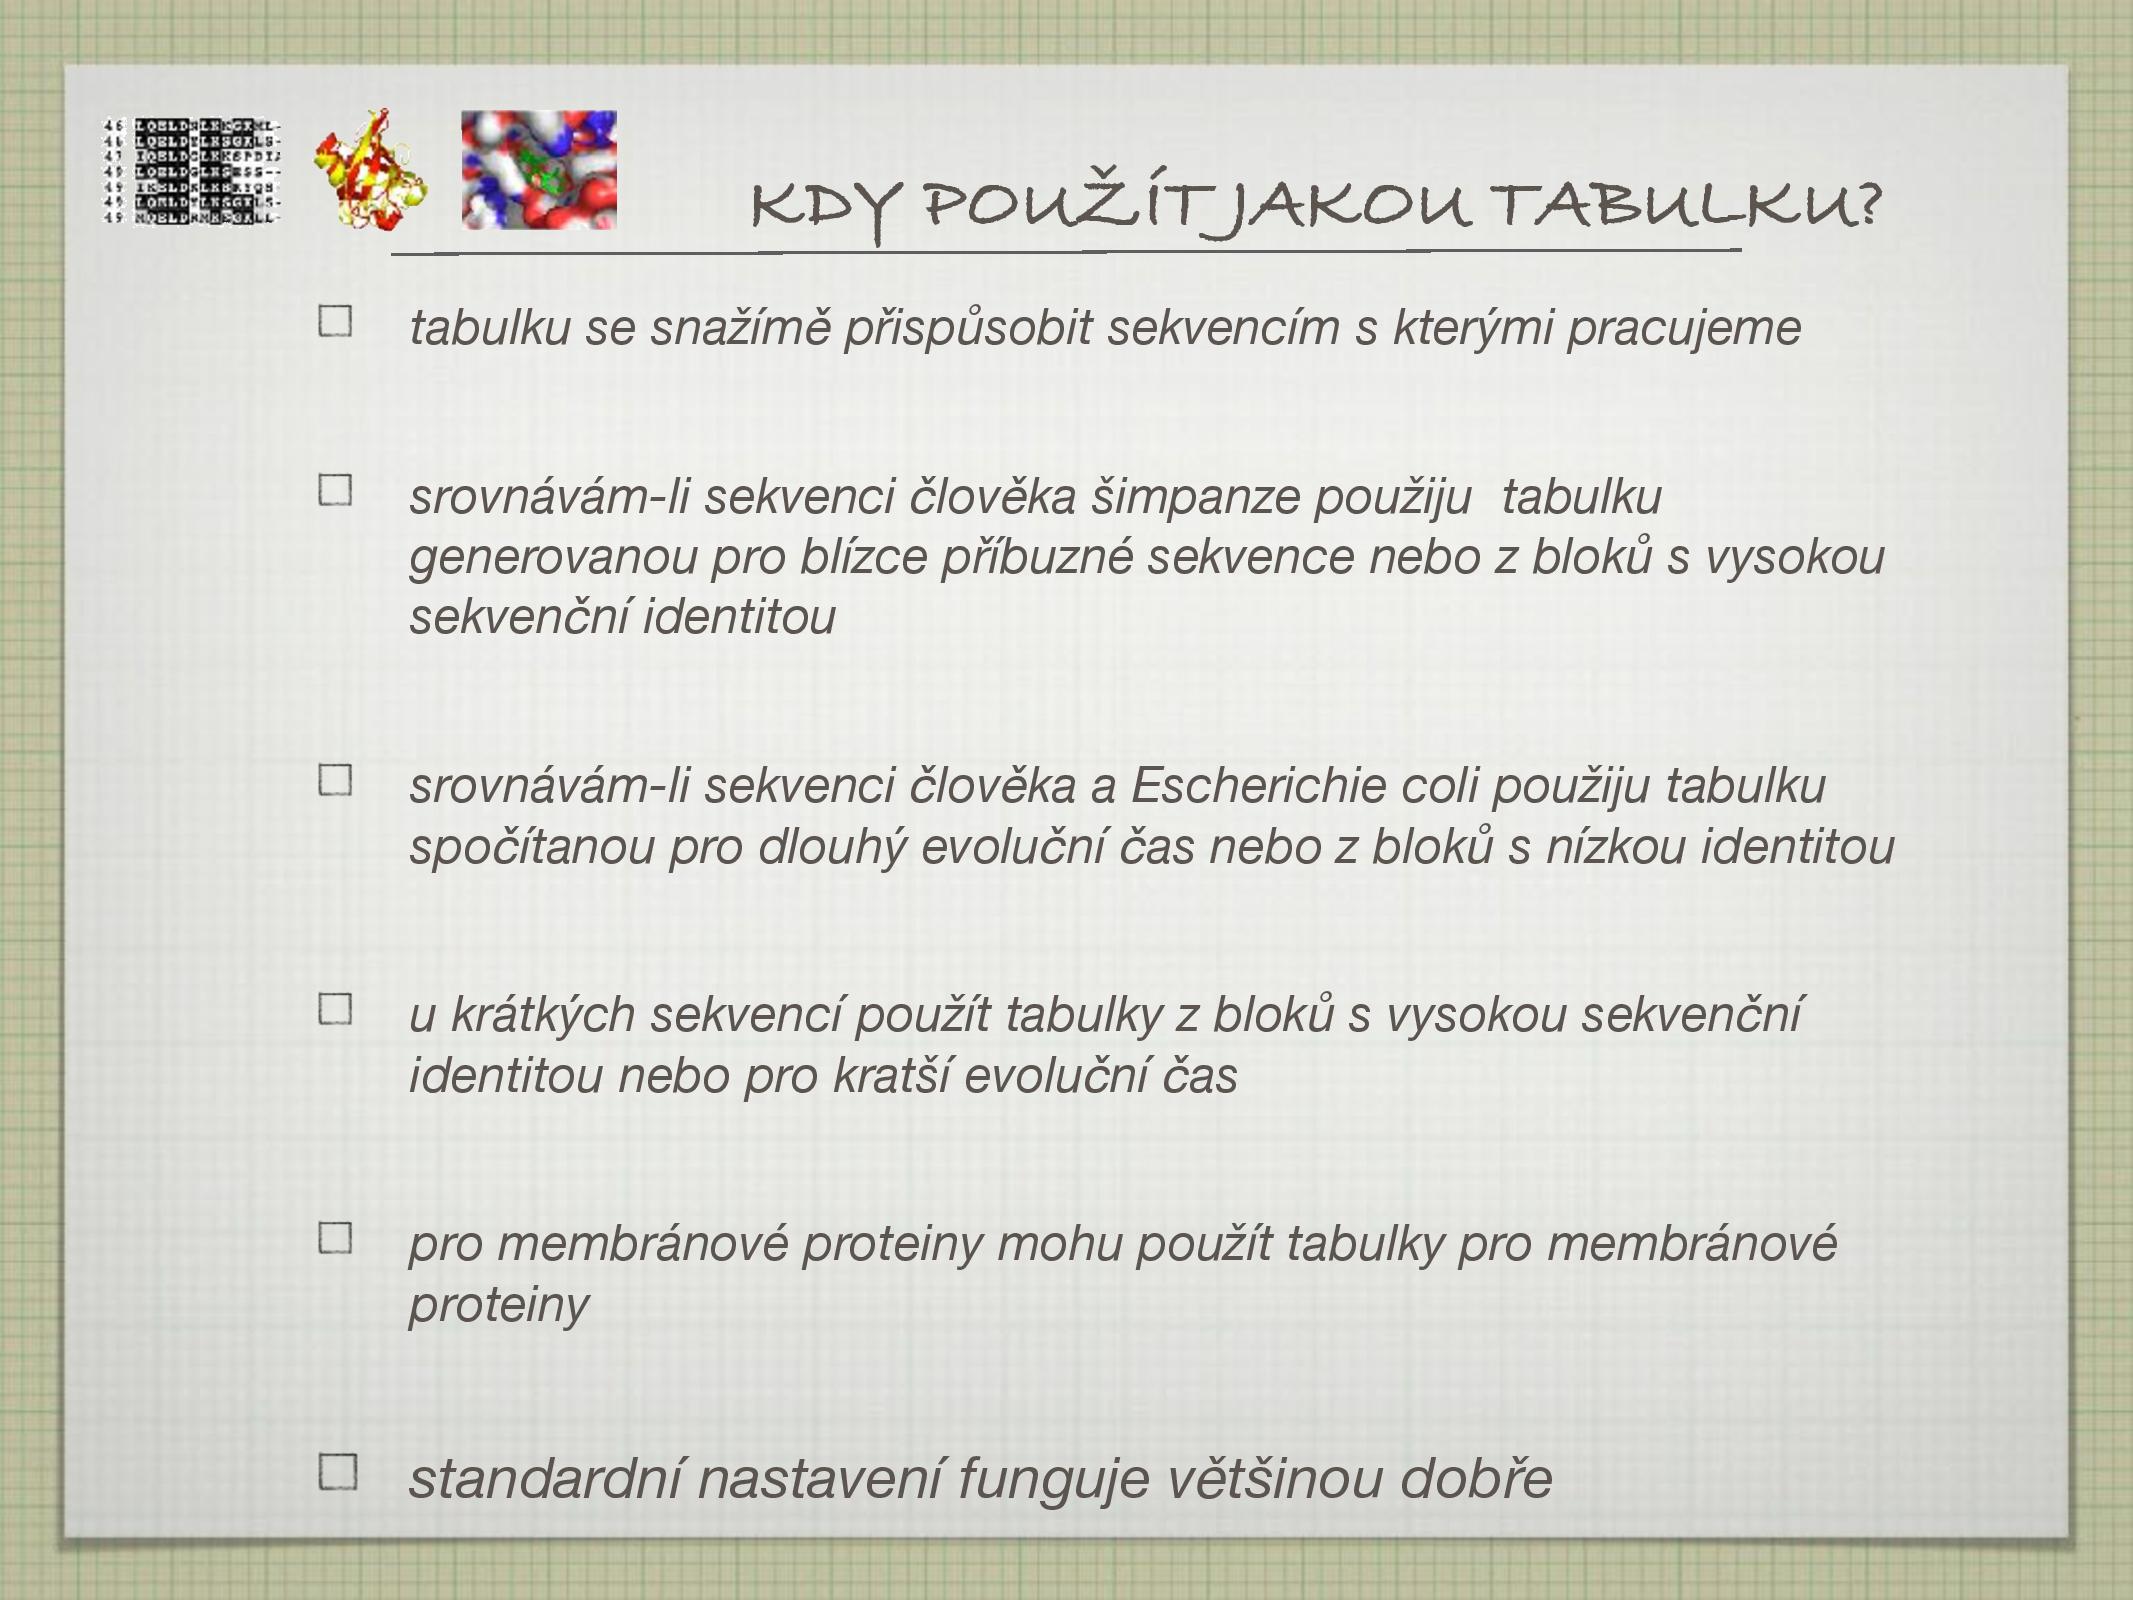 KDY POUŽÍT JAKOU TABULKU?
tabulku se snažímě přispůsobit sekvencím s kterými pracujeme
srovnávám-li sekvenci člověka šimpanze použiju  tabulku
generovanou pro blízce příbuzné sekvence nebo z bloků s vysokou
sekvenční identitou
srovnávám-li sekvenci člověka a Escherichie coli použiju tabulku
spočítanou pro dlouhý evoluční čas nebo z bloků s nízkou identitou
u krátkých sekvencí použít tabulky z bloků s vysokou sekvenční
identitou nebo pro kratší evoluční čas
pro membránové proteiny mohu použít tabulky pro membránové
proteiny
standardní nastavení funguje většinou dobře